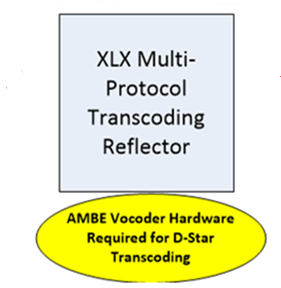 XLX Multi-
Protocol
Transcoding
Reflector
AMBE Vocoder Hardware
Required for D-Star
Transcoding